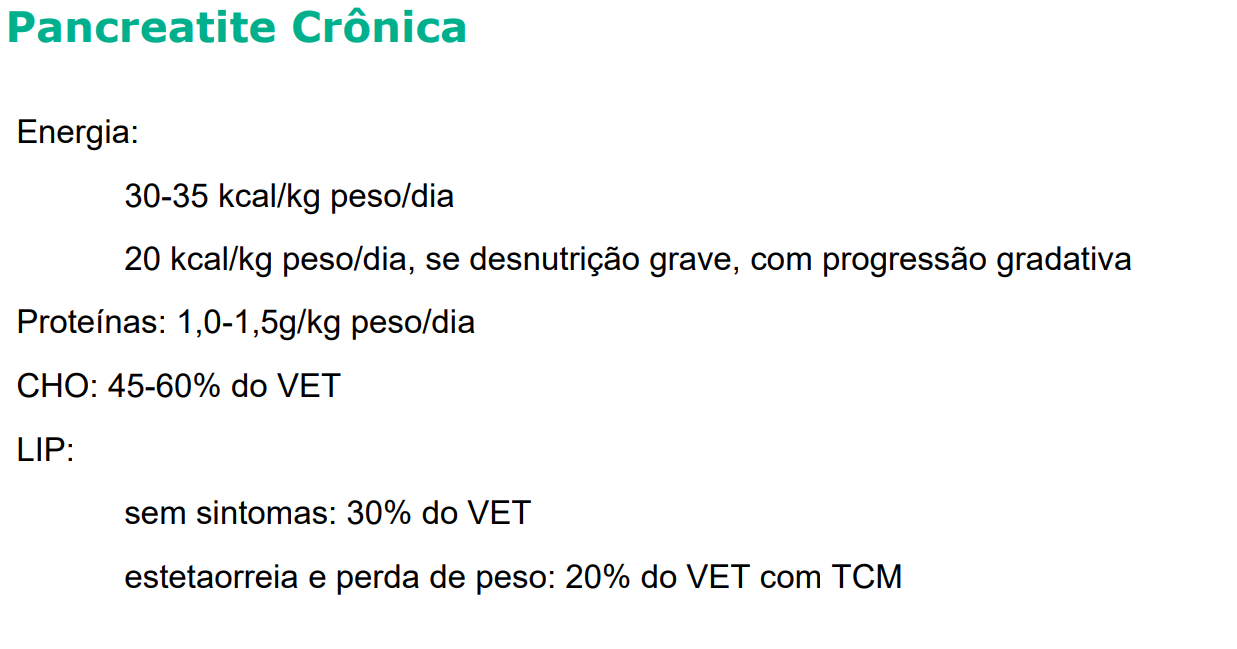 Pancreatite Crônica
Energia:
30-35 kcal/kg peso/dia
20 kcal/kg peso/dia, se desnutrição grave, com progressão gradativa
Proteínas: 1,0-1,5g/kg peso/dia
CHO: 45-60% do VET
LIP:
sem sintomas: 30% do VET
estetaorreia e perda de peso: 20% do VET com TCM